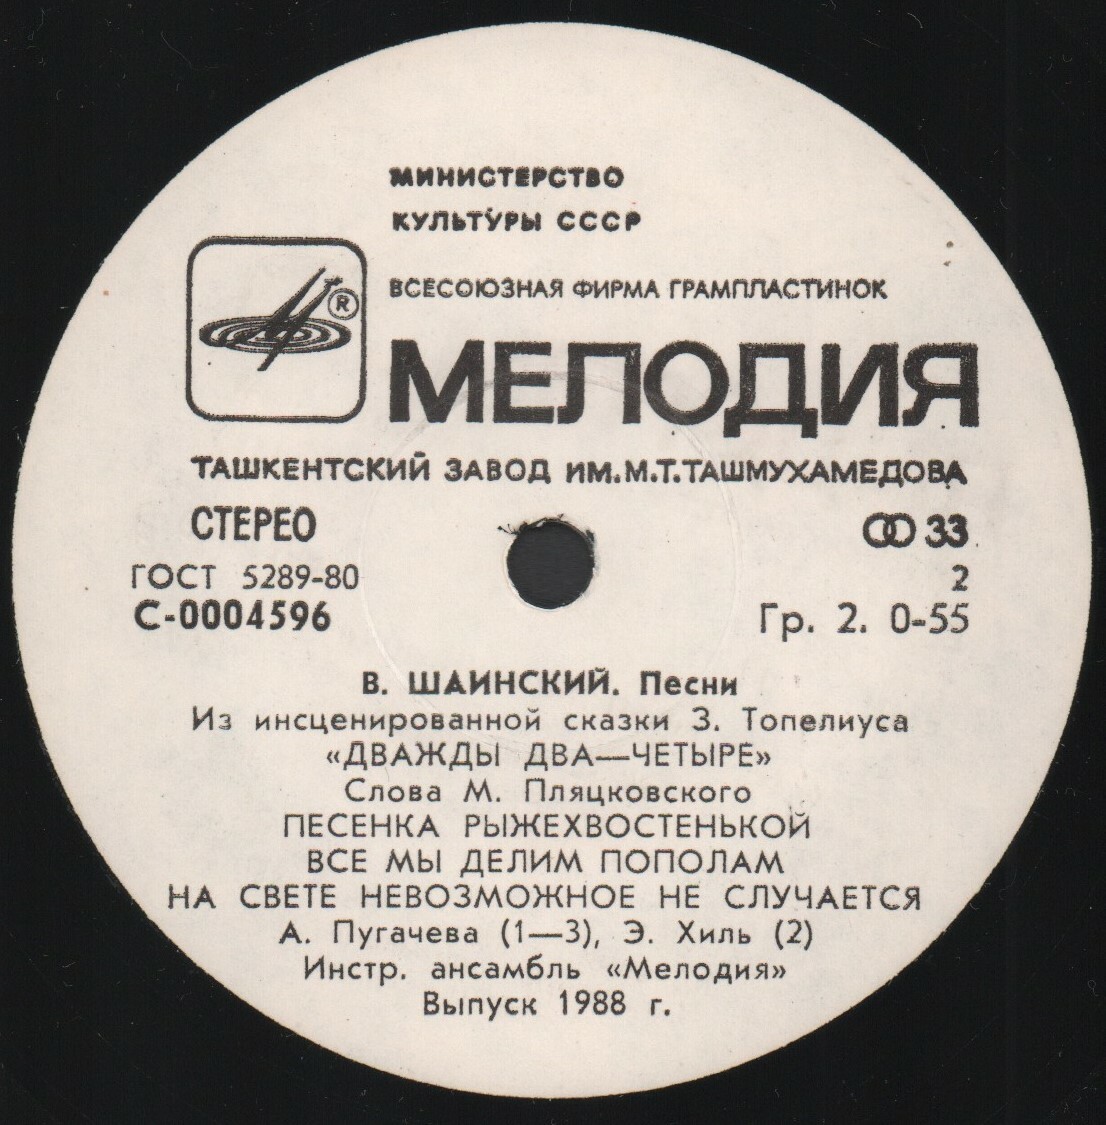 МИНИСТЕРСТВО
КУЛЬТУРЫ СССР
ВСЕСОЮЗНАЯ ФИРМА ГРАМПЛАСТИНОК
®
МЕЛОДИЯ
ТАШКЕНТСКИЙ ЗАВОД ИМ.М.Т.ТАШМУХАМЕДОВА
СТЕРЕО 33
ГОСТ 5289-80 2
С-0004596 Гр. 2. 0-55
В. ШАИНСКИЙ. Песни
Из инсценированной сказки З. Топелиуса
«ДВАЖДЫ ДВА—ЧЕТЫРЕ»
Слова М. Пляцковского
ПЕСЕНКА РЫЖЕХВОСТЕНЬКОЙ
ВСЕ МЫ ДЕЛИМ ПОПОЛАМ
НА СВЕТЕ НЕВОЗМОЖНОЕ НЕ СЛУЧАЕТСЯ
А. Пугачева (1—3), Э. Хиль (2)
Инстр. ансамбль «Мелодия»
Выпуск 1988 г.